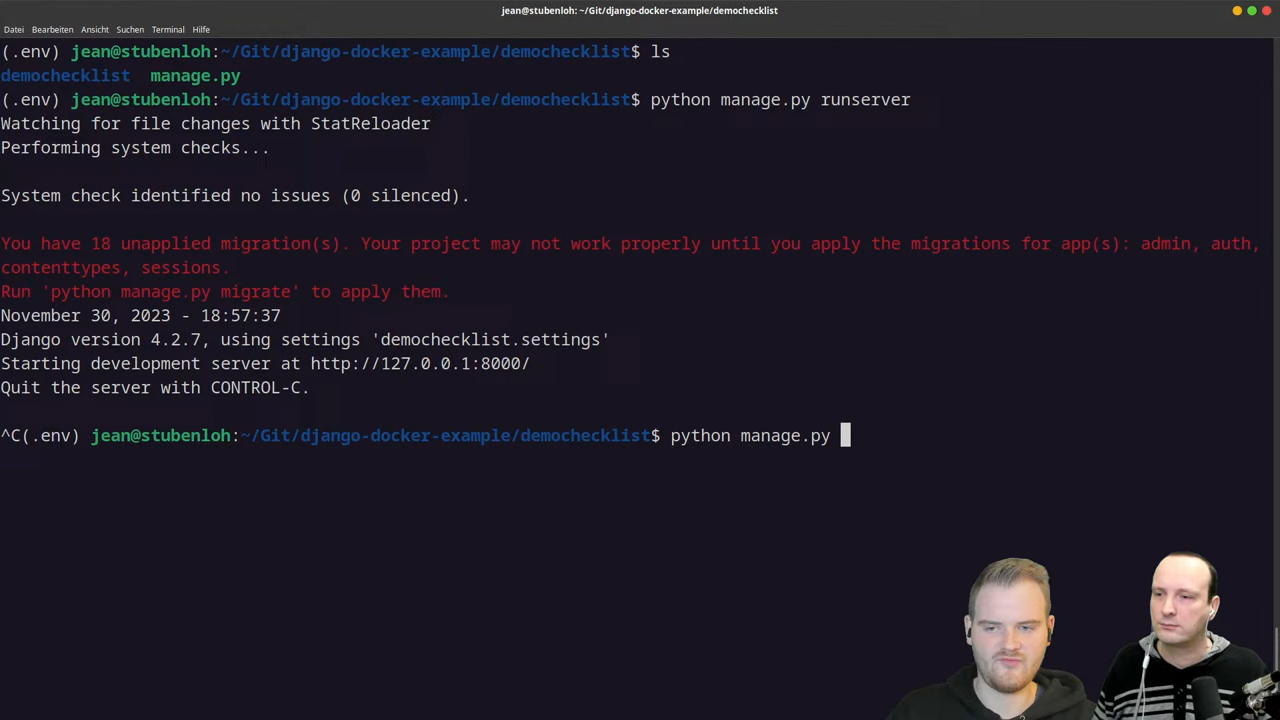 jean@stubenloh: ~/Git/django-docker-example/demochecklist
Datei Bearbeiten Ansicht Suchen Terminal Hilfe
(.env) jean@stubenloh:~/Git/django-docker-example/demochecklist$ ls
demochecklist manage.py
(.env) jean@stubenloh:~/Git/django-docker-example/demochecklist$ python manage.py runserver
Watching for file changes with StatReloader
Performing system checks...
System check identified no issues (0 silenced).
You have 18 unapplied migration(s). Your project may not work properly until you apply the migrations for app(s): admin, auth,
contenttypes, sessions.
Run 'python manage.py migrate' to apply them.
November 30, 2023 - 18:57:37
Django version 4.2.7, using settings 'demochecklist.settings'
Starting development server at http://127.0.0.1:8000/
Quit the server with CONTROL-C.
^C(.env) jean@stubenloh:~/Git/django-docker-example/demochecklist$ python manage.py